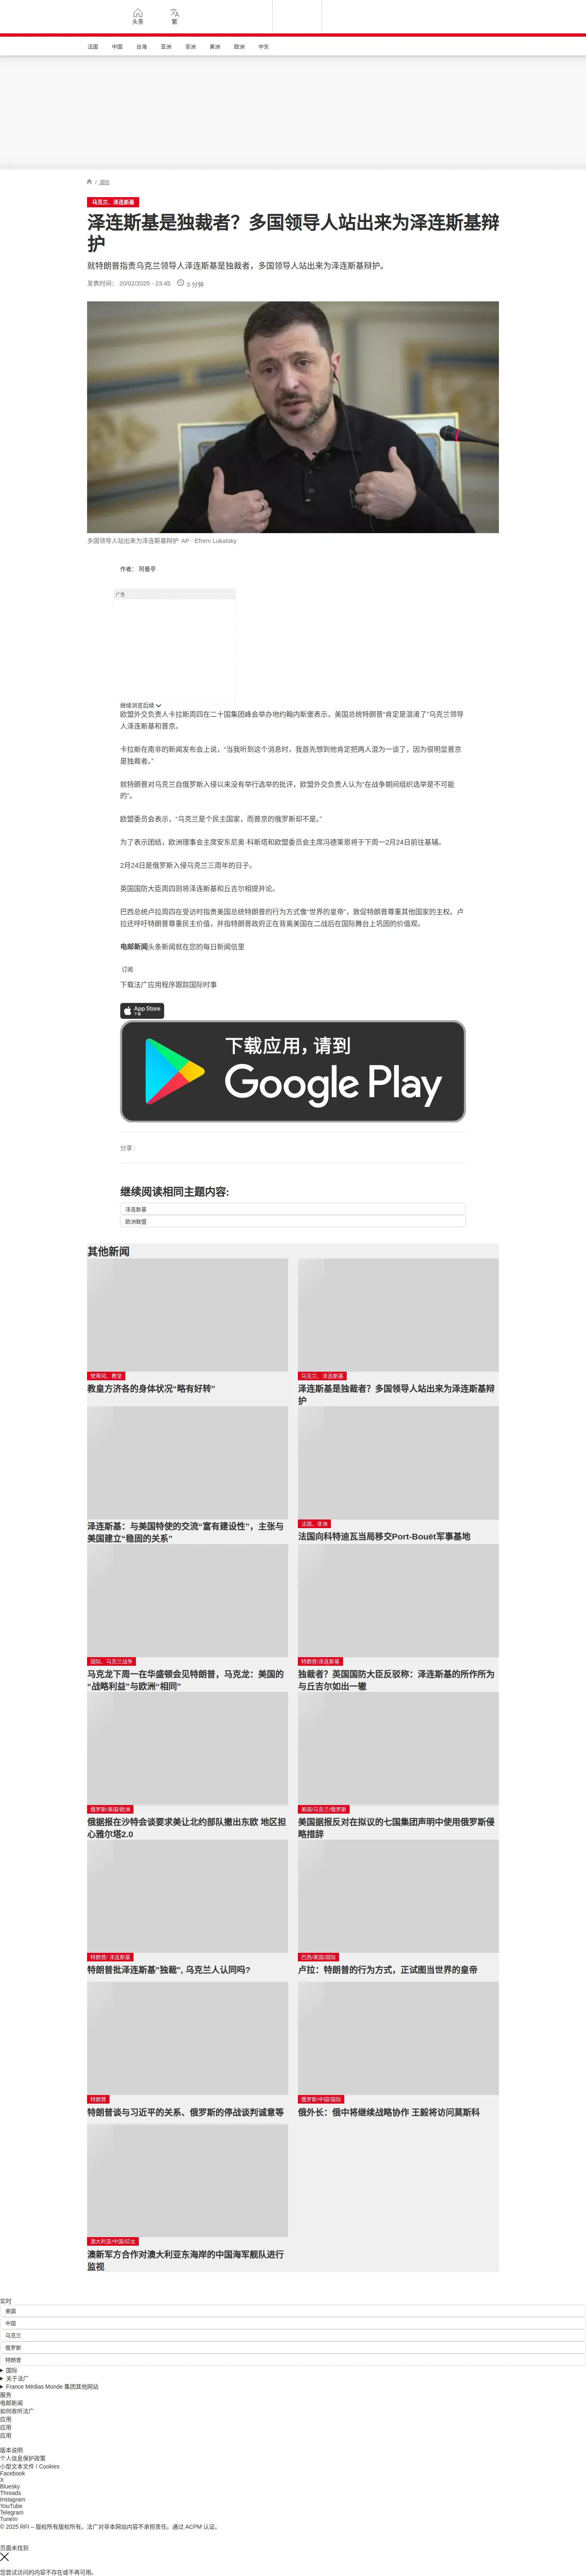 头条
繁
法国
中国
台海
亚洲
非洲
美洲
欧洲
中东
/ 国际
乌克兰、泽连斯基
泽连斯基是独裁者？多国领导人站出来为泽连斯基辩
护
就特朗普指责乌克兰领导人泽连斯基是独裁者，多国领导人站出来为泽连斯基辩护。
发表时间： 20/02/2025 - 23:45
3 分钟
多国领导人站出来为泽连斯基辩护 AP - Efrem Lukatsky
作者： 阿曼亭
广告
继续浏览后续
欧盟外交负责人卡拉斯周四在二十国集团峰会举办地约翰内斯堡表示，美国总统特朗普“肯定是混淆了”乌克兰领导
人泽连斯基和普京。
卡拉斯在南非的新闻发布会上说，“当我听到这个消息时，我首先想到他肯定把两人混为一谈了，因为很明显普京
是独裁者。”
就特朗普对乌克兰自俄罗斯入侵以来没有举行选举的批评，欧盟外交负责人认为“在战争期间组织选举是不可能
的”。
欧盟委员会表示，“乌克兰是个民主国家，而普京的俄罗斯却不是。”
为了表示团结，欧洲理事会主席安东尼奥·科斯塔和欧盟委员会主席冯德莱恩将于下周一2月24日前往基辅。
2月24日是俄罗斯入侵乌克兰三周年的日子。
英国国防大臣周四则将泽连斯基和丘吉尔相提并论。
巴西总统卢拉周四在受访时指责美国总统特朗普的行为方式像“世界的皇帝”，敦促特朗普尊重其他国家的主权。卢
拉还呼吁特朗普尊重民主价值，并指特朗普政府正在背离美国在二战后在国际舞台上巩固的价值观。
电邮新闻头条新闻就在您的每日新闻信里
订阅
下载法广应用程序跟踪国际时事
App Store
下载
下载应用，请到
Google Play
分享 :
继续阅读相同主题内容:
泽连斯基
欧洲联盟
其他新闻
梵蒂冈、教皇
教皇方济各的身体状况“略有好转”
乌克兰、泽连斯基
泽连斯基是独裁者？多国领导人站出来为泽连斯基辩
护
泽连斯基：与美国特使的交流“富有建设性”，主张与
美国建立“稳固的关系”
法国、非洲
法国向科特迪瓦当局移交Port-Bouët军事基地
国际、乌克兰战争
马克龙下周一在华盛顿会见特朗普，马克龙：美国的
“战略利益”与欧洲“相同”
特朗普/泽连斯基
独裁者？英国国防大臣反驳称：泽连斯基的所作所为
与丘吉尔如出一辙
俄罗斯/美国/欧洲
俄据报在沙特会谈要求美让北约部队撤出东欧 地区担
心雅尔塔2.0
美国/乌克兰/俄罗斯
美国据报反对在拟议的七国集团声明中使用俄罗斯侵
略措辞
特朗普/ 泽连斯基
特朗普批泽连斯基"独裁", 乌克兰人认同吗?
巴西/美国/国际
卢拉：特朗普的行为方式，正试图当世界的皇帝
特朗普
特朗普谈与习近平的关系、俄罗斯的停战谈判诚意等
俄罗斯/中国/国际
俄外长：俄中将继续战略协作 王毅将访问莫斯科
澳大利亚/中国/印太
澳新军方合作对澳大利亚东海岸的中国海军舰队进行
监视
实时
美国
中国
乌克兰
俄罗斯
特朗普
国际
关于法广
France Médias Monde 集团其他网站
服务
电邮新闻
如何收听法广
应用
应用
应用
版本说明
个人信息保护政策
小型文本文件 / Cookies
Facebook
X
Bluesky
Threads
Instagram
YouTube
Telegram
TuneIn
© 2025 RFI – 版权所有版权所有。法广对非本网站内容不承担责任。通过 ACPM 认证。
页面未找到
您尝试访问的内容不存在或不再可用。